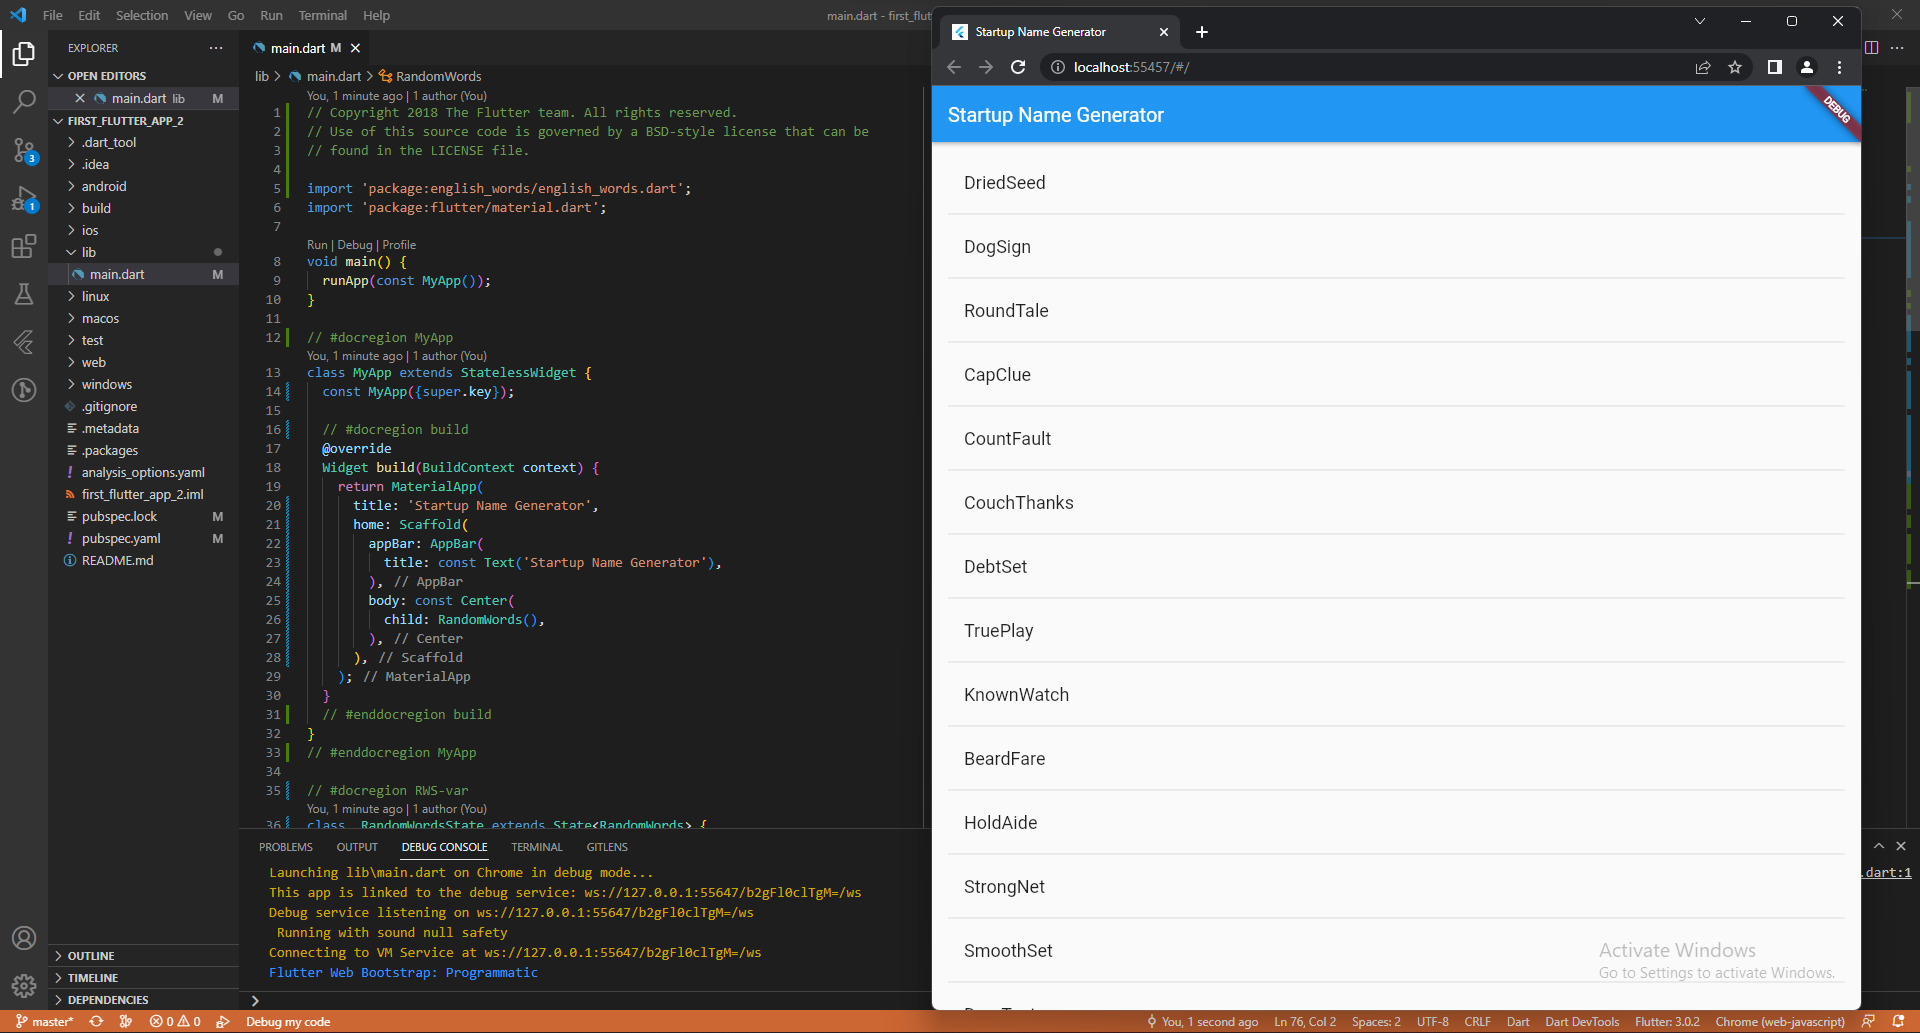 File Edit Selection View Go Run Terminal Help
main.dart - first_flut
EXPLORER
OPEN EDITORS
main.dart lib M
FIRST_FLUTTER_APP_2
.dart_tool
.idea
android
build
ios
lib
main.dart M
linux
macos
test
web
windows
.gitignore
.metadata
.packages
analysis_options.yaml
first_flutter_app_2.iml
pubspec.lock M
pubspec.yaml M
README.md
OUTLINE
TIMELINE
DEPENDENCIES
3
1
main.dart M
lib > main.dart > RandomWords
You, 1 minute ago | 1 author (You)
1 // Copyright 2018 The Flutter team. All rights reserved.
2 // Use of this source code is governed by a BSD-style license that can be
3 // found in the LICENSE file.
4
5 import 'package:english_words/english_words.dart';
6 import 'package:flutter/material.dart';
7
Run | Debug | Profile
8 void main() {
9 runApp(const MyApp());
10 }
11
12 // #docregion MyApp
You, 1 minute ago | 1 author (You)
13 class MyApp extends StatelessWidget {
14 const MyApp({super.key});
15
16 // #docregion build
17 @override
18 Widget build(BuildContext context) {
19 return MaterialApp(
20 title: 'Startup Name Generator',
21 home: Scaffold(
22 appBar: AppBar(
23 title: const Text('Startup Name Generator'),
24 ), // AppBar
25 body: const Center(
26 child: RandomWords(),
27 ), // Center
28 ), // Scaffold
29 ); // MaterialApp
30 }
31 // #enddocregion build
32 }
33 // #enddocregion MyApp
34
35 // #docregion RWS-var
You, 1 minute ago | 1 author (You)
36 class _RandomWordsState extends State<RandomWords> {
PROBLEMS OUTPUT DEBUG CONSOLE TERMINAL GITLENS
Launching lib\main.dart on Chrome in debug mode...
This app is linked to the debug service: ws://127.0.0.1:55647/b2gFl0clTgM=/ws
Debug service listening on ws://127.0.0.1:55647/b2gFl0clTgM=/ws
Running with sound null safety
Connecting to VM Service at ws://127.0.0.1:55647/b2gFl0clTgM=/ws
Flutter Web Bootstrap: Programmatic
.dart:1
Startup Name Generator
localhost:55457/#/
Startup Name Generator
DEBUG
DriedSeed
DogSign
RoundTale
CapClue
CountFault
CouchThanks
DebtSet
TruePlay
KnownWatch
BeardFare
HoldAide
StrongNet
SmoothSet
Activate Windows
Go to Settings to activate Windows.
master* 0 0 Debug my code You, 1 second ago Ln 76, Col 2 Spaces: 2 UTF-8 CRLF Dart Dart DevTools Flutter: 3.0.2 Chrome (web-javascript)